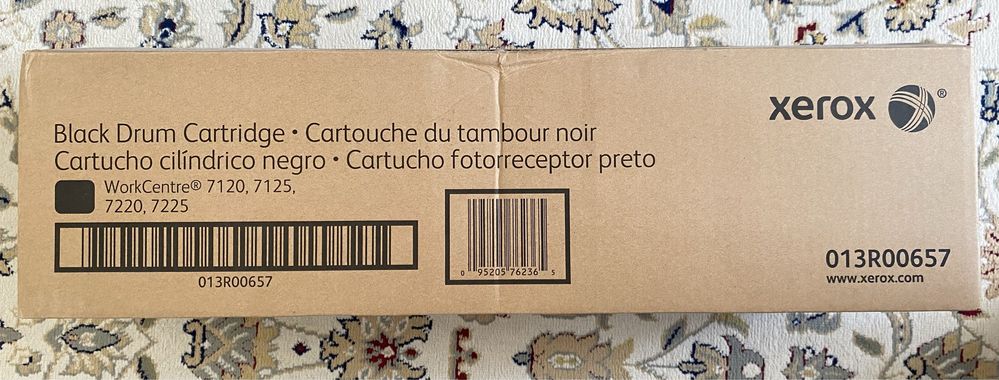 xerox ®
Black Drum Cartridge • Cartouche du tambour noir
Cartucho cilíndrico negro • Cartucho fotorreceptor preto
WorkCentre® 7120, 7125,
7220, 7225
013R00657
0 95205 76236 5
013R00657
www.xerox.com